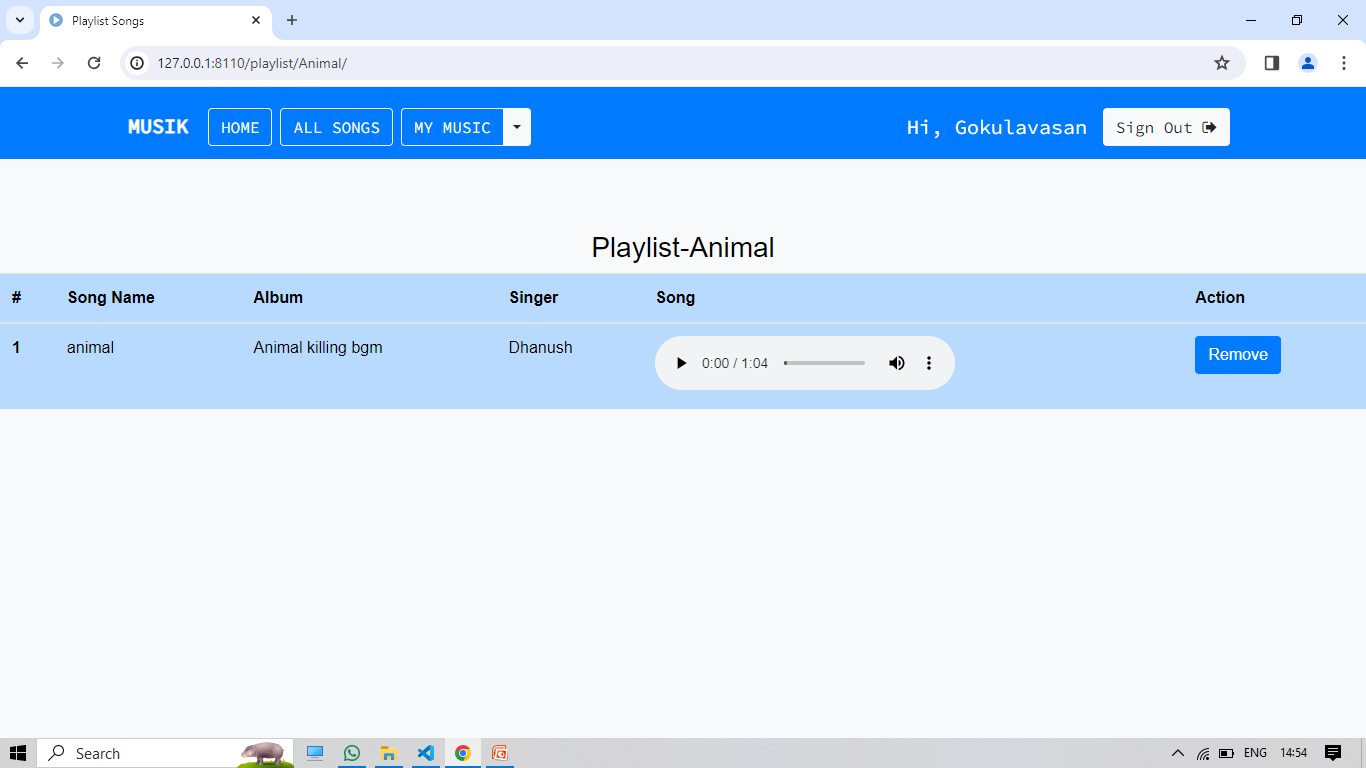 Playlist Songs
127.0.0.1:8110/playlist/Animal/
MUSIK HOME ALL SONGS MY MUSIC Hi, Gokulavasan Sign Out
Playlist-Animal
# Song Name Album Singer Song Action
1 animal Animal killing bgm Dhanush 0:00 / 1:04 Remove
Search ENG 14:54